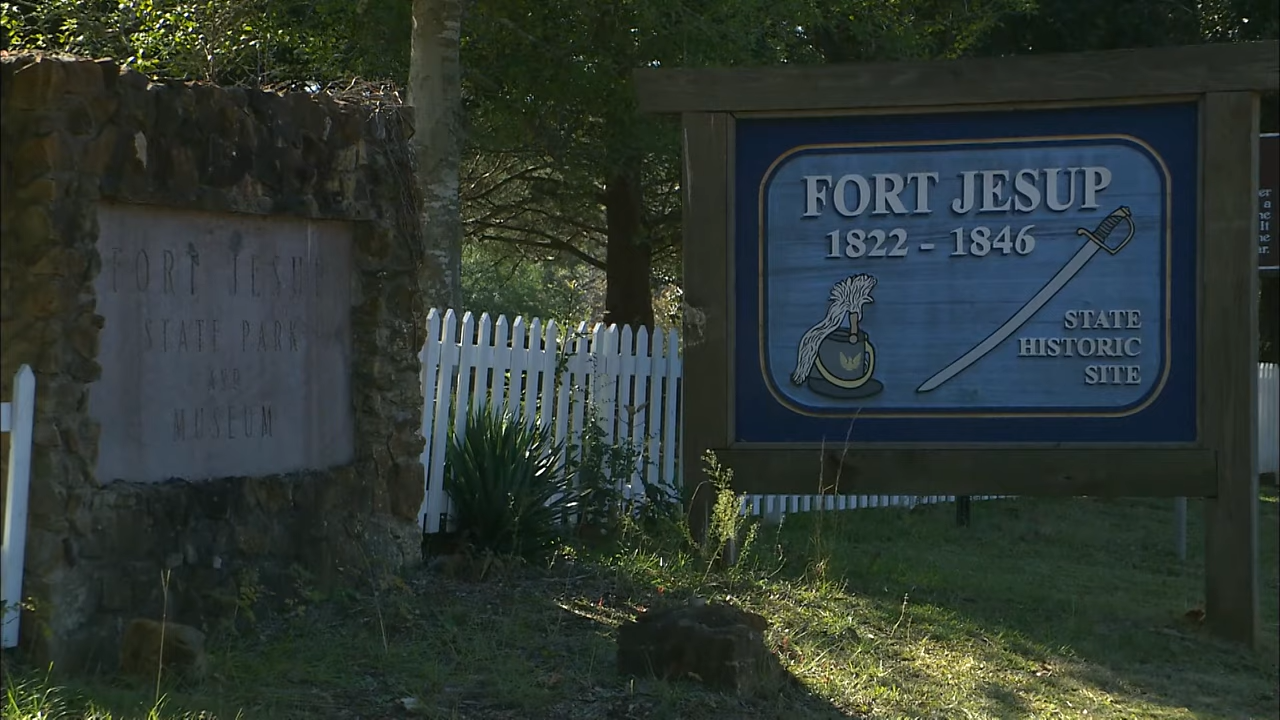 FORT JESUP
STATE PARK
AND
MUSEUM
FORT JESUP
1822 - 1846
STATE
HISTORIC
SITE